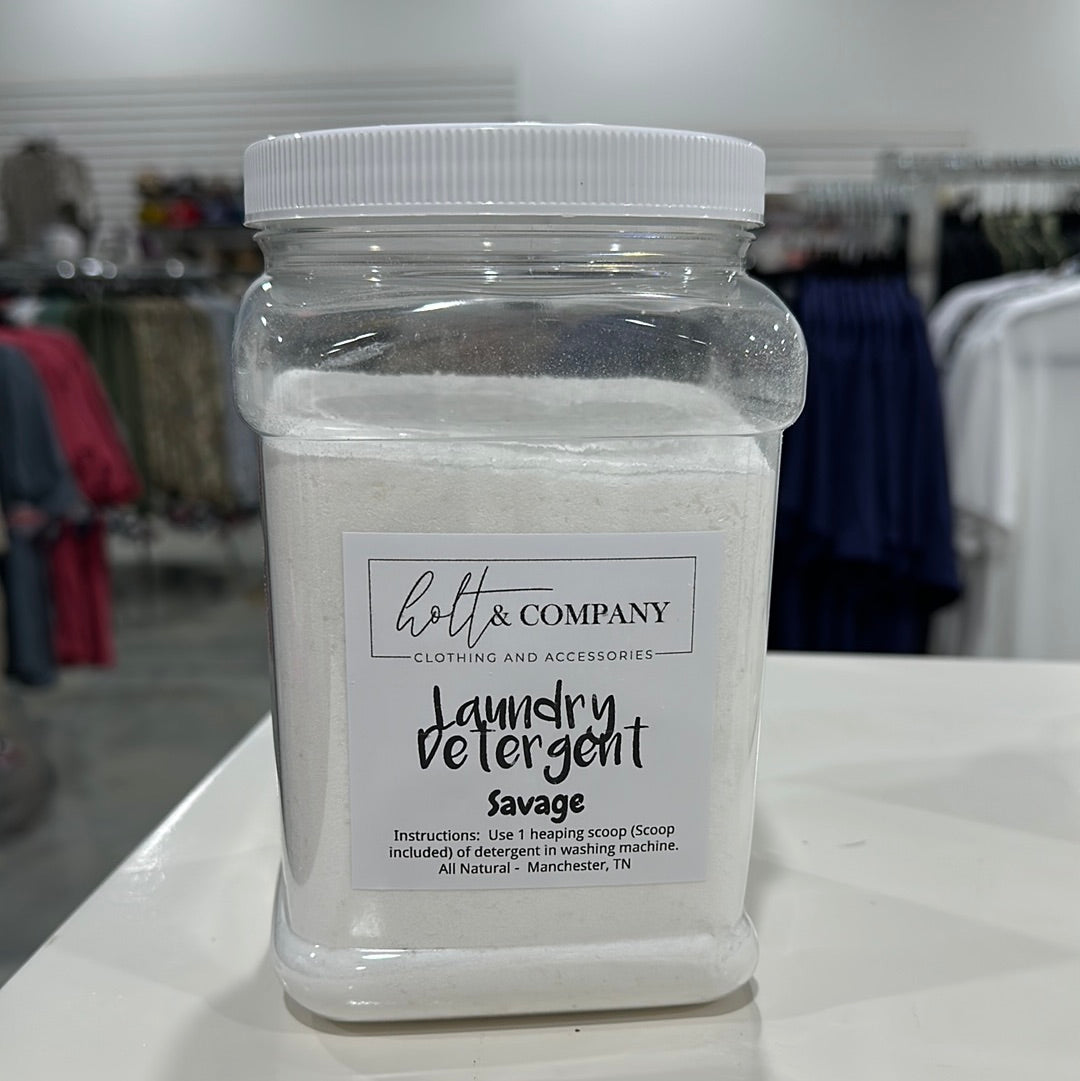 holt & COMPANY
CLOTHING AND ACCESSORIES
Laundry
Detergent
Savage
Instructions: Use 1 heaping scoop (Scoop
included) of detergent in washing machine.
All Natural - Manchester, TN